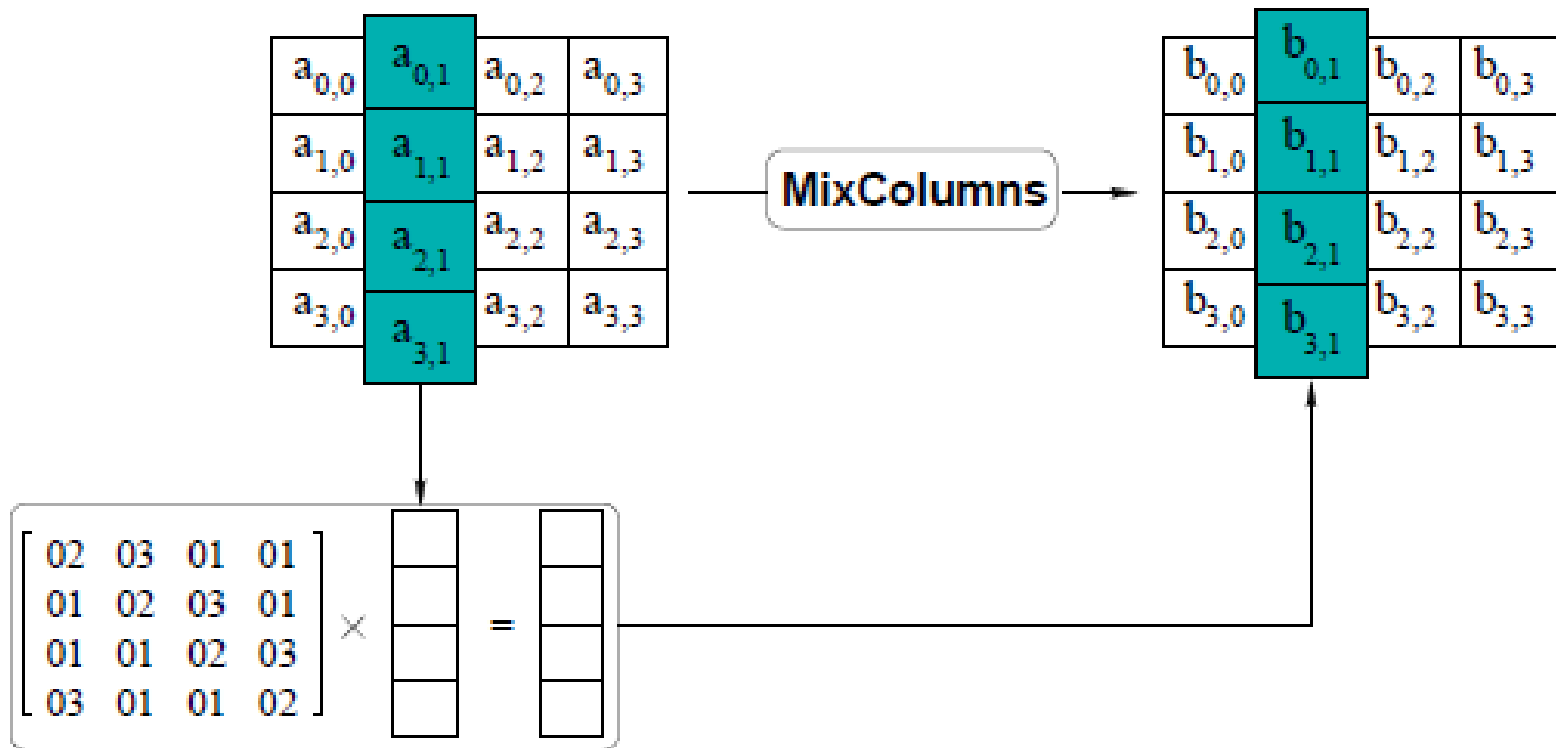 a0,0 a0,1 a0,2 a0,3
a1,0 a1,1 a1,2 a1,3
a2,0 a2,1 a2,2 a2,3
a3,0 a3,1 a3,2 a3,3
MixColumns
b0,0 b0,1 b0,2 b0,3
b1,0 b1,1 b1,2 b1,3
b2,0 b2,1 b2,2 b2,3
b3,0 b3,1 b3,2 b3,3
02 03 01 01
01 02 03 01
01 01 02 03
03 01 01 02
× =